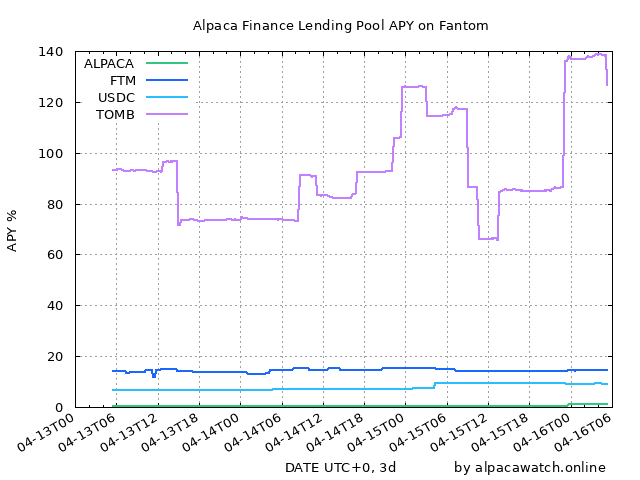 Alpaca Finance Lending Pool APY on Fantom
140
120
100
80
60
40
20
0
APY %
ALPACA
FTM
USDC
TOMB
04-13T00
04-13T06
04-13T12
04-13T18
04-14T00
04-14T06
04-14T12
04-14T18
04-15T00
04-15T06
04-15T12
04-15T18
04-16T00
04-16T06
DATE UTC+0, 3d
by alpacawatch.online